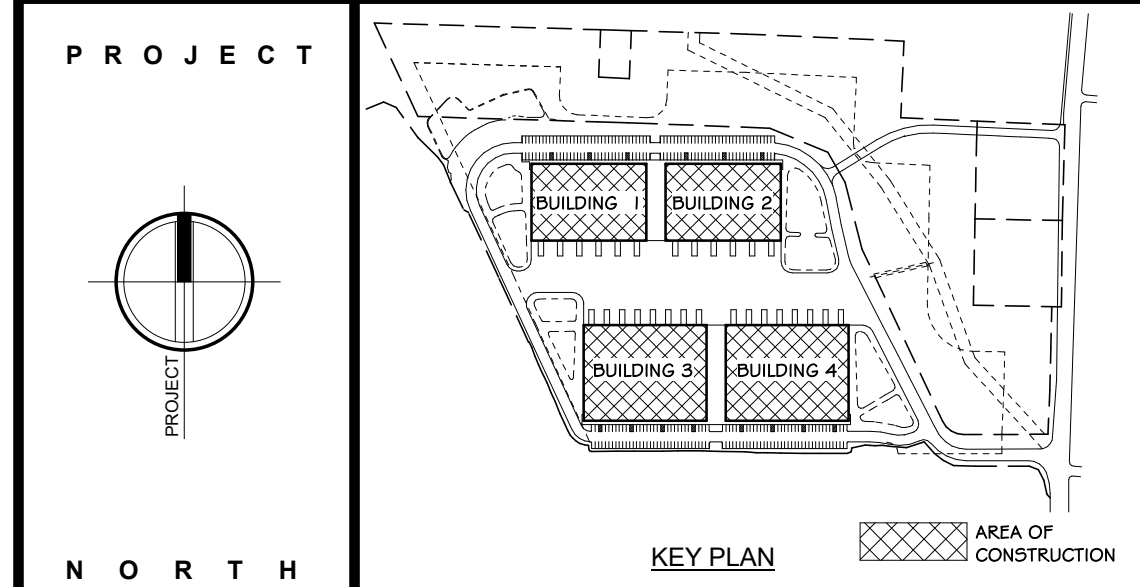 PROJECT
PROJECT
NORTH
BUILDING 1
BUILDING 2
BUILDING 3
BUILDING 4
KEY PLAN
AREA OF
CONSTRUCTION